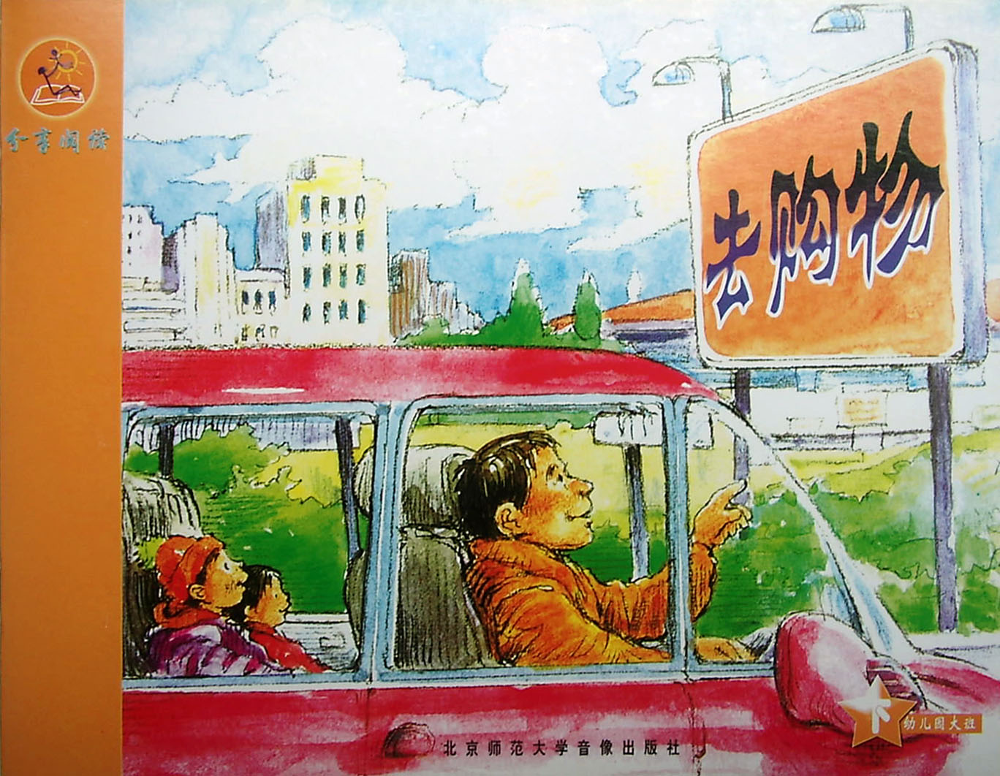 分享阅读
去购物
下
幼儿园大班
北京师范大学音像出版社